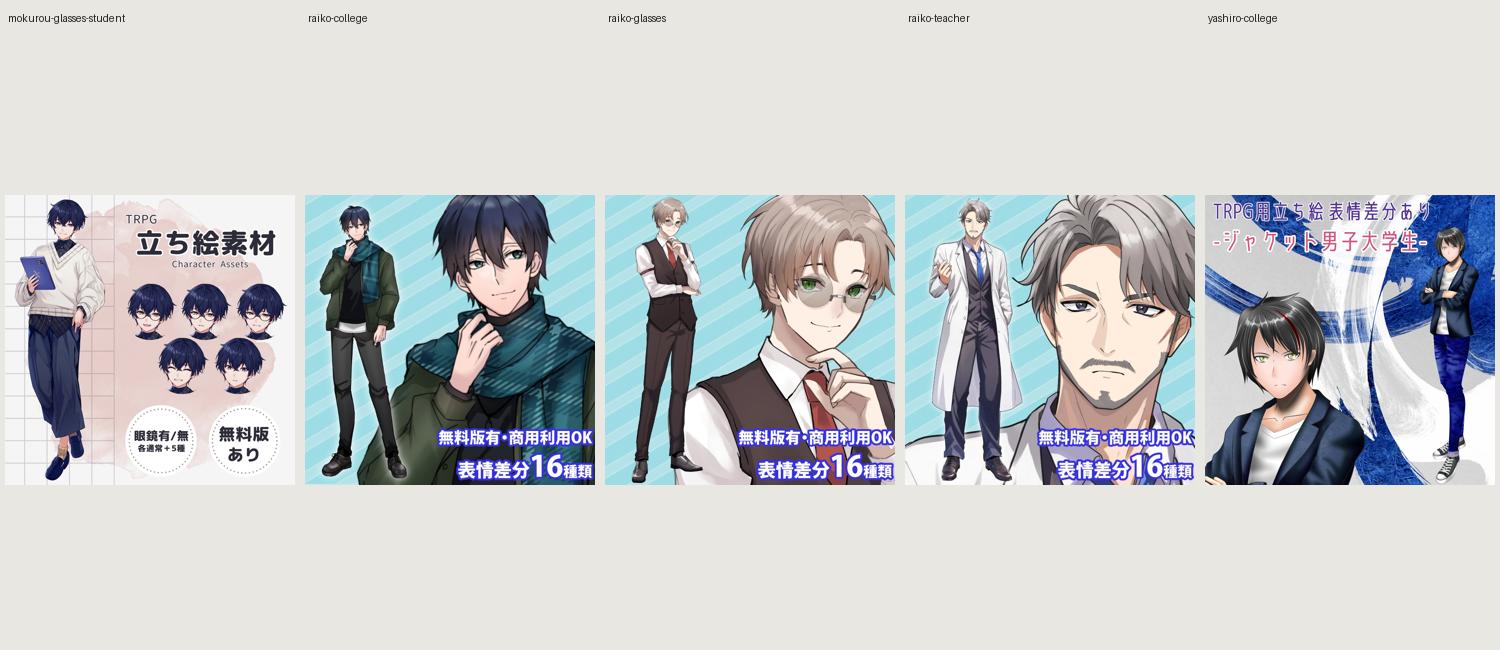 mokurou-glasses-student
raiko-college
raiko-glasses
raiko-teacher
yashiro-college
TRPG
立ち絵素材
Character Assets
眼鏡有/無
各通常+5種
無料版
あり
無料版有・商用利用OK
表情差分16種類
無料版有・商用利用OK
表情差分16種類
無料版有・商用利用OK
表情差分16種類
TRPG用立ち絵 表情差分あり
-ジャケット男子大学生-